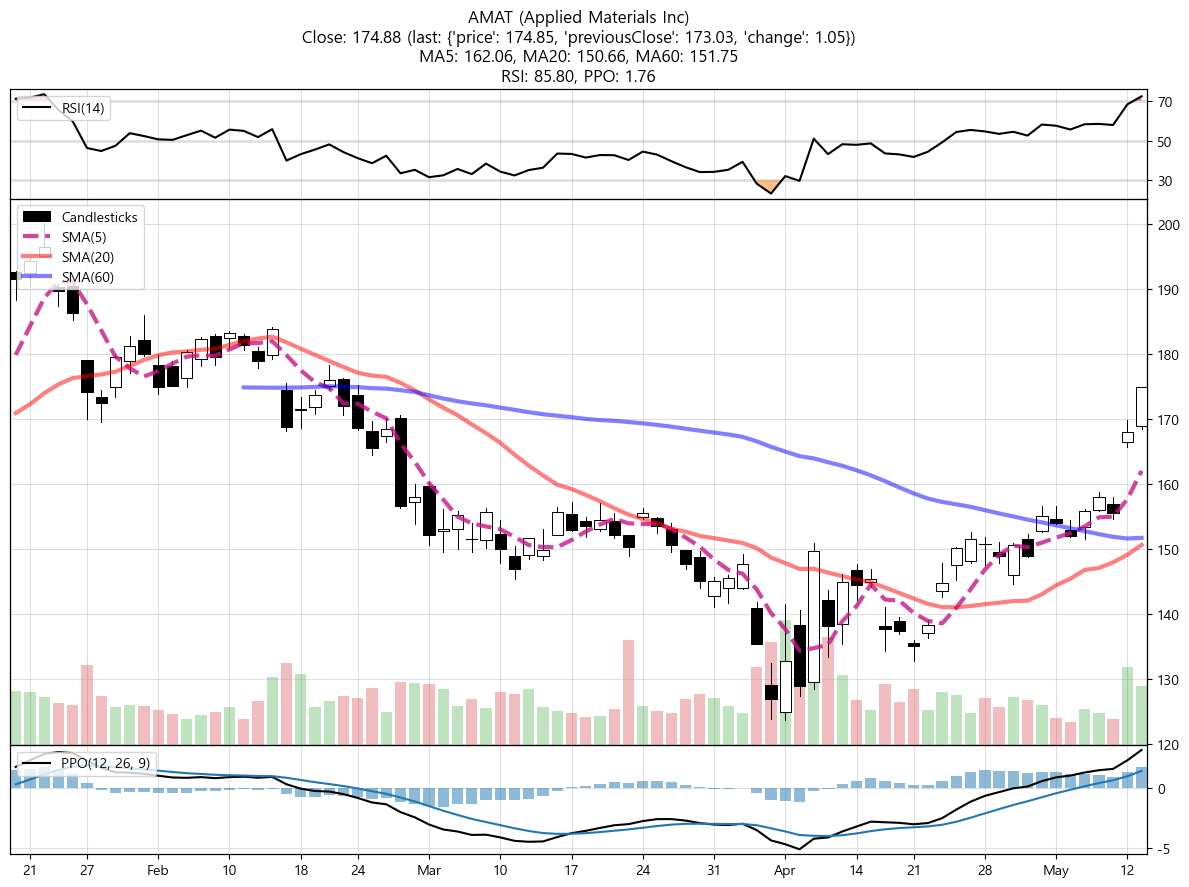 AMAT (Applied Materials Inc)
Close: 174.88 (last: {'price': 174.85, 'previousClose': 173.03, 'change': 1.05})
MA5: 162.06, MA20: 150.66, MA60: 151.75
RSI: 85.80, PPO: 1.76
RSI(14)
70
50
30
Candlesticks
SMA(5)
SMA(20)
SMA(60)
200
190
180
170
160
150
140
130
120
PPO(12, 26, 9)
0
-5
21 27 Feb 10 18 24 Mar 10 17 24 31 Apr 14 21 28 May 12